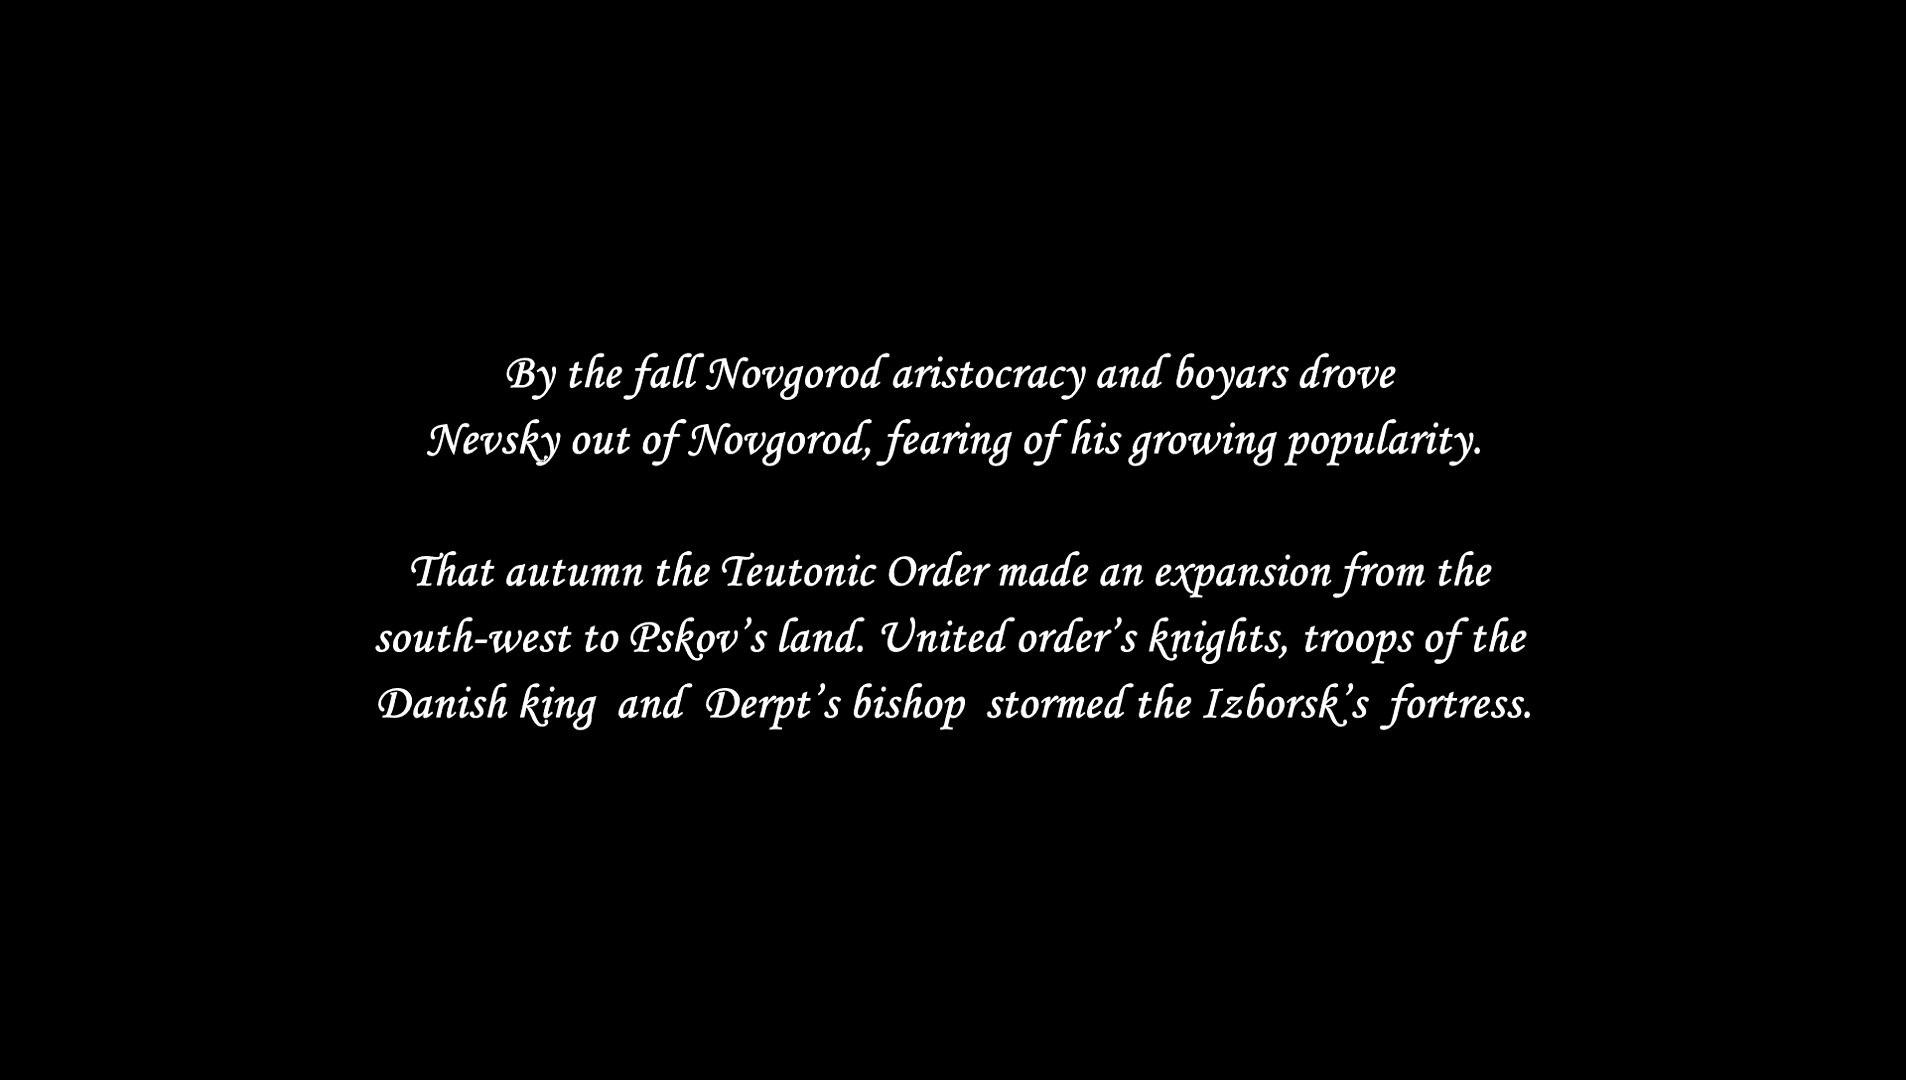 By the fall Novgorod aristocracy and boyars drove
Nevsky out of Novgorod, fearing of his growing popularity.
That autumn the Teutonic Order made an expansion from the
south-west to Pskov’s land. United order’s knights, troops of the
Danish king  and  Derpt’s bishop  stormed the Izborsk’s  fortress.